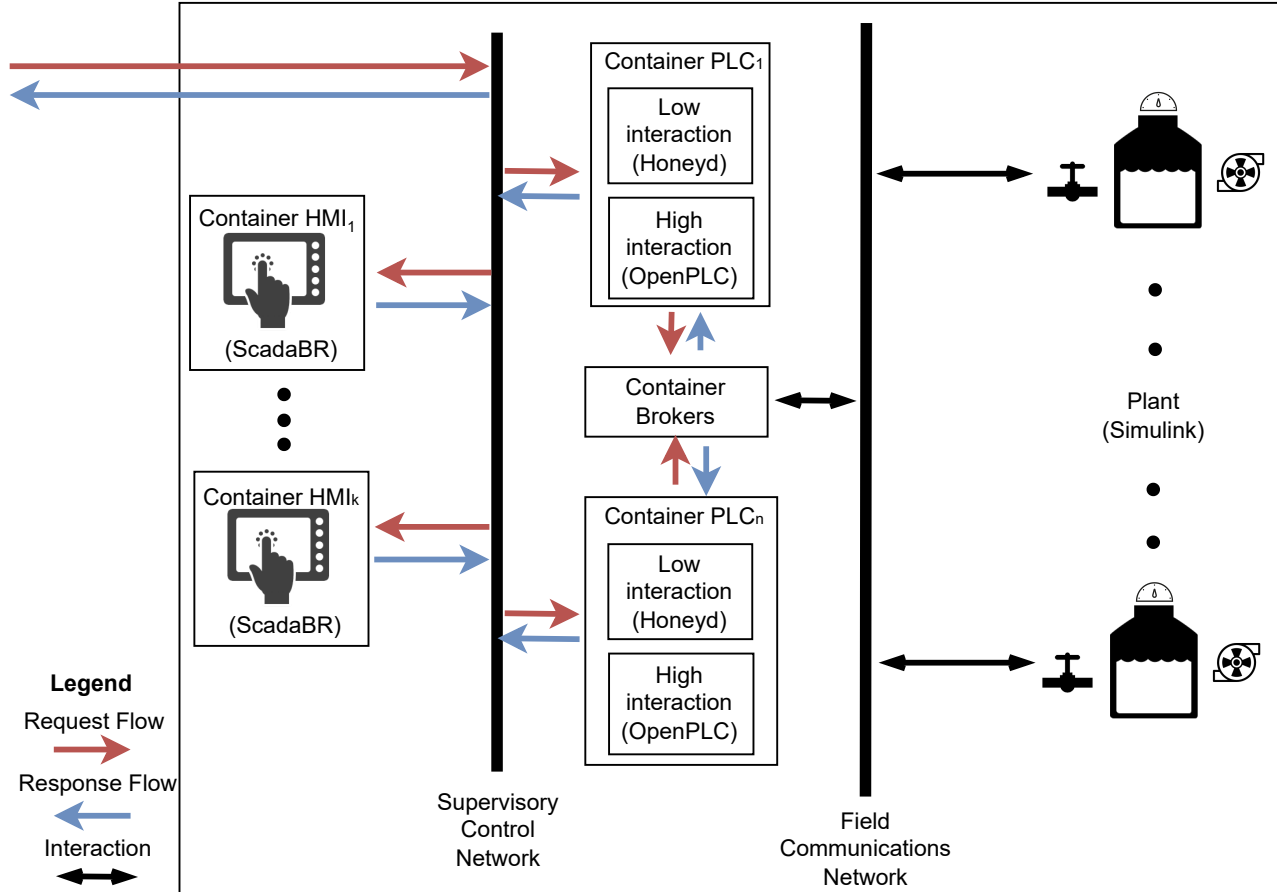 Container PLC1
Low
interaction
(Honeyd)
High
interaction
(OpenPLC)
Container HMI1
(ScadaBR)
Container
Brokers
Plant
(Simulink)
Container HMIk
(ScadaBR)
Container PLCn
Low
interaction
(Honeyd)
High
interaction
(OpenPLC)
Legend
Request Flow
Response Flow
Interaction
Supervisory
Control
Network
Field
Communications
Network